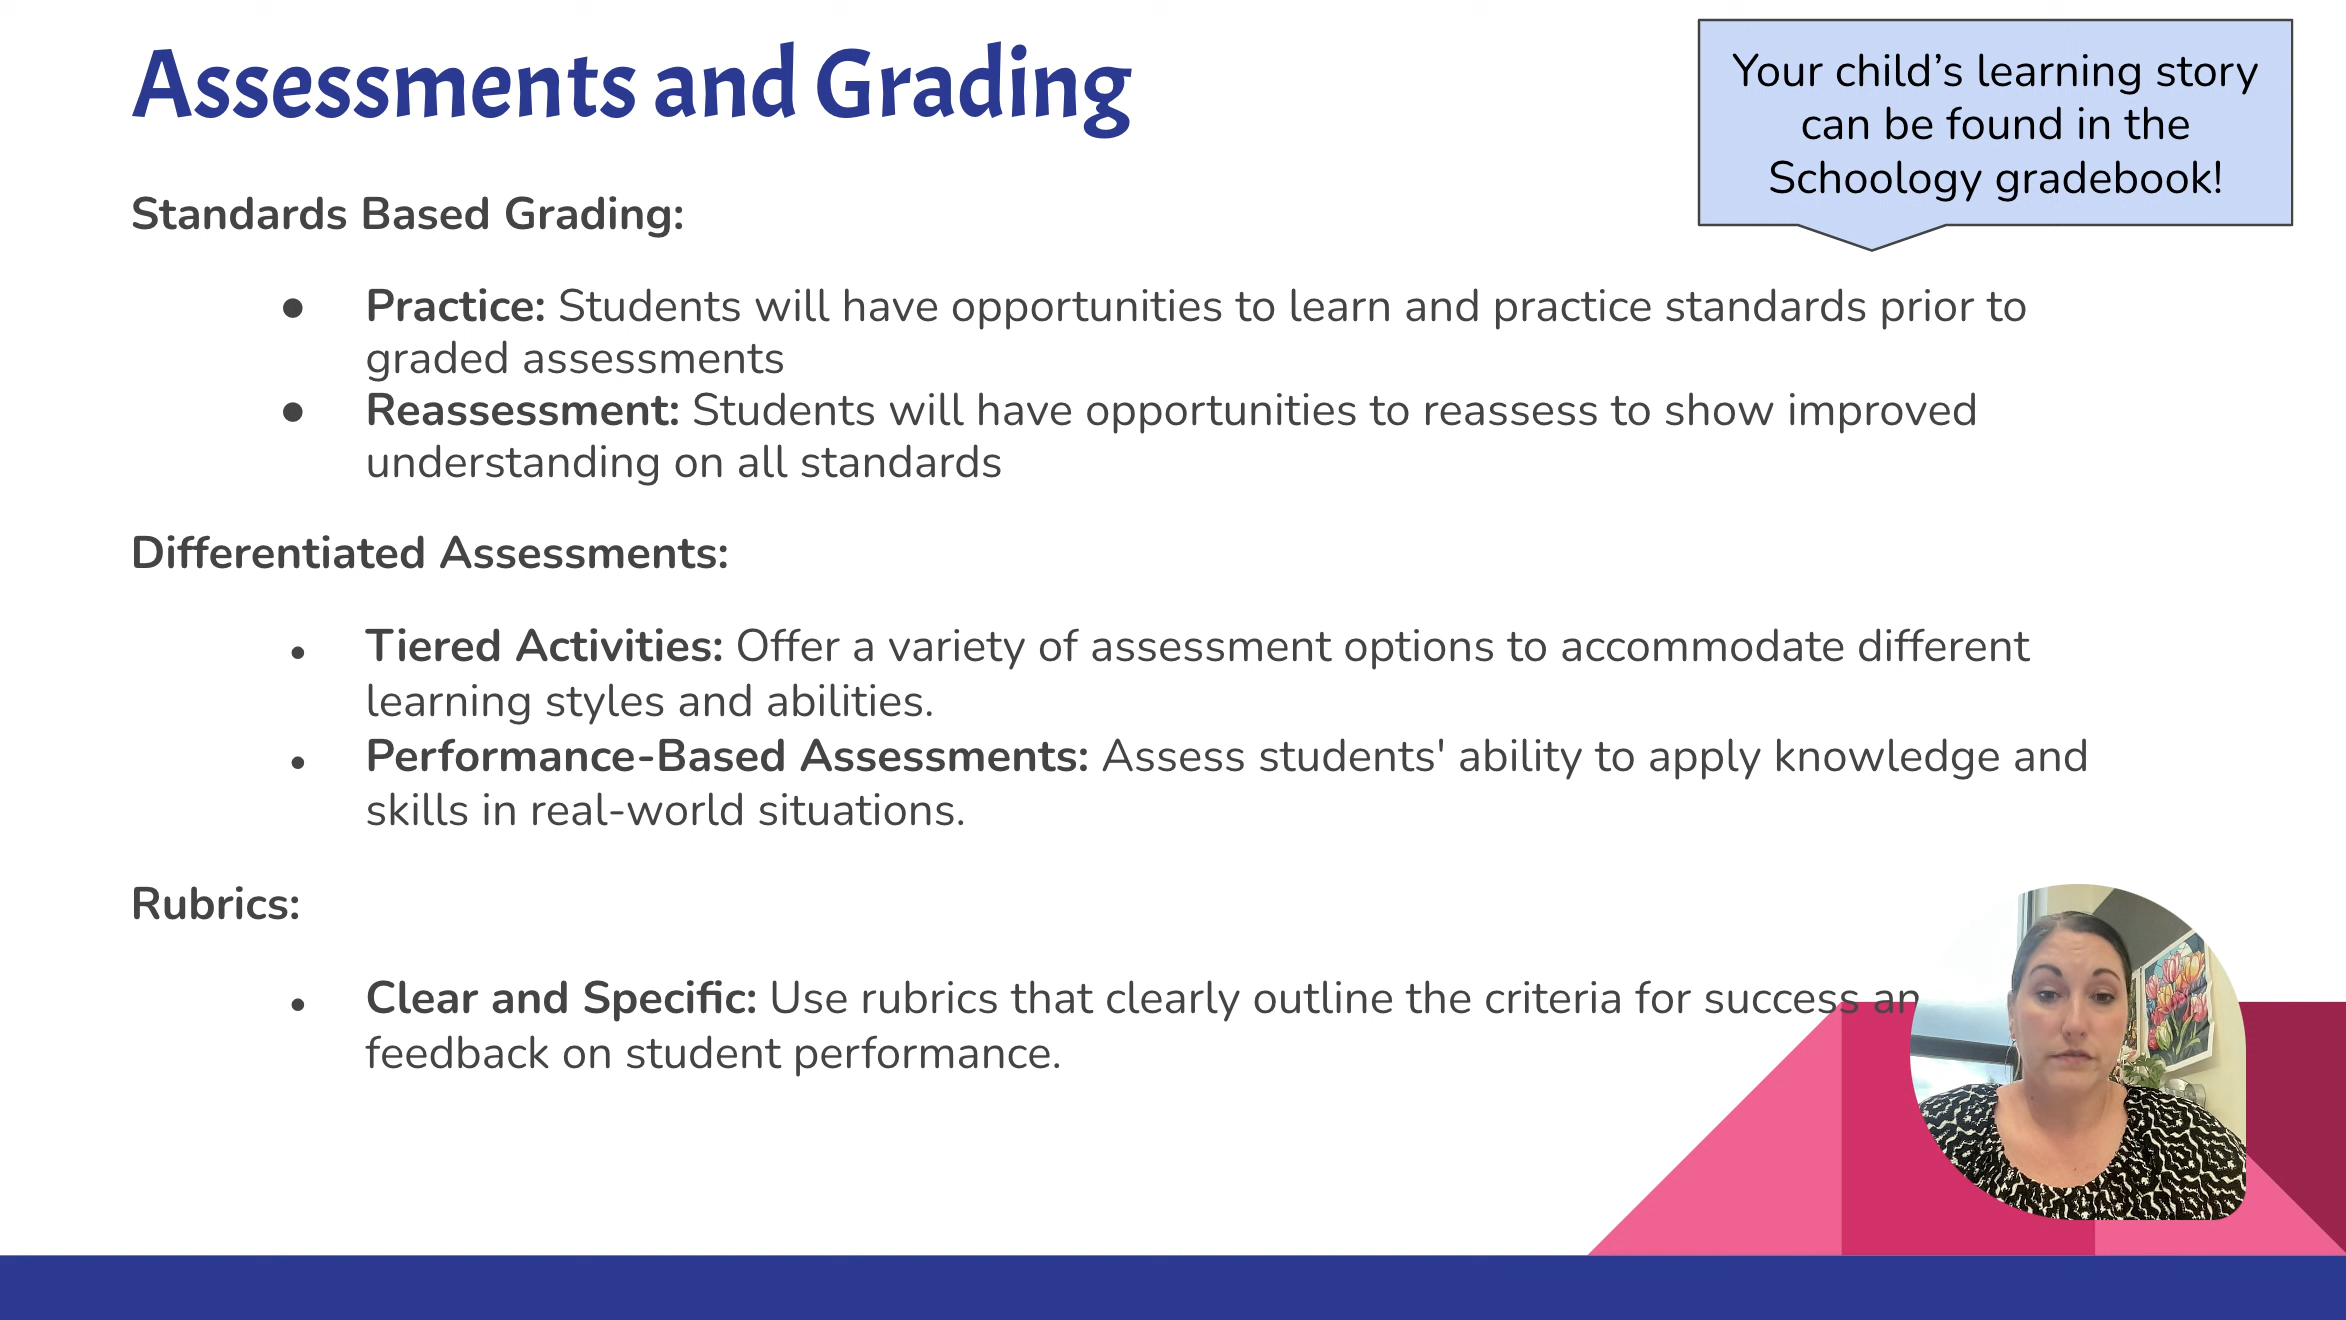 Assessments and Grading
Your child’s learning story
can be found in the
Schoology gradebook!
Standards Based Grading:
● Practice: Students will have opportunities to learn and practice standards prior to
graded assessments
● Reassessment: Students will have opportunities to reassess to show improved
understanding on all standards
Differentiated Assessments:
● Tiered Activities: Offer a variety of assessment options to accommodate different
learning styles and abilities.
● Performance-Based Assessments: Assess students' ability to apply knowledge and
skills in real-world situations.
Rubrics:
● Clear and Specific: Use rubrics that clearly outline the criteria for success
feedback on student performance.